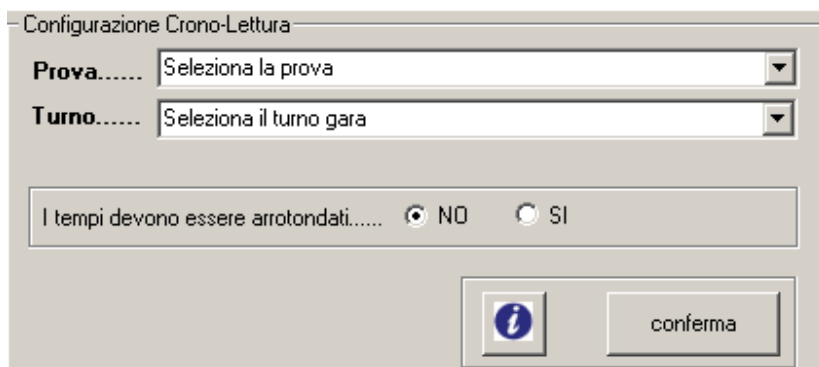 Configurazione Crono-Lettura
Prova...... Seleziona la prova
Turno...... Seleziona il turno gara
I tempi devono essere arrotondati...... NO SI
i conferma